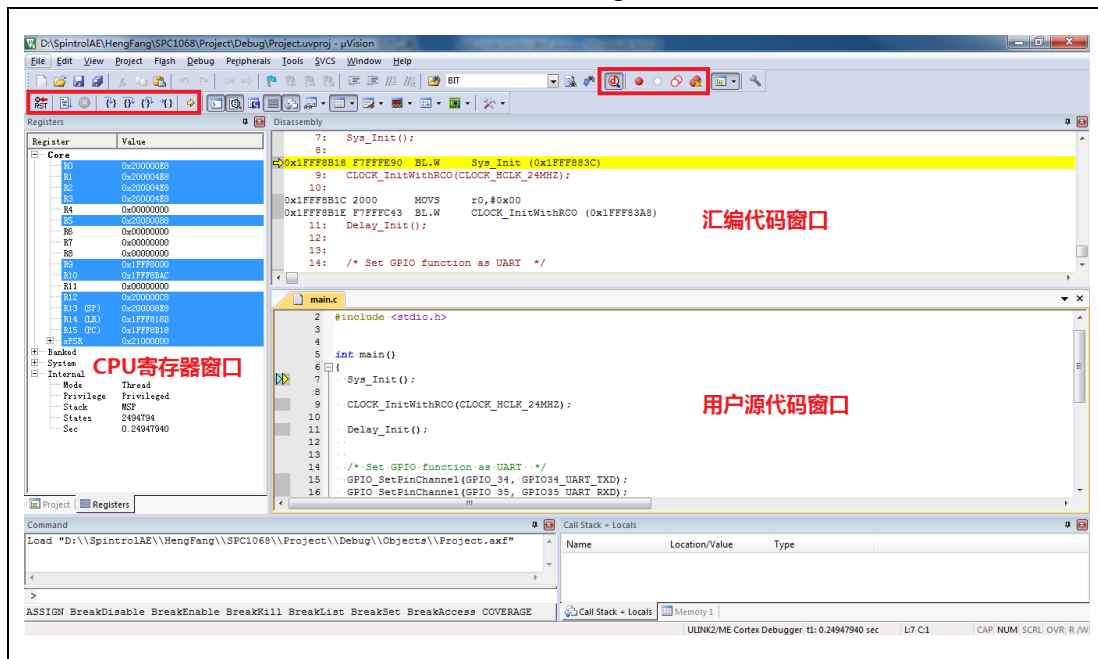 D:\SpintrolAE\HengFang\SPC1068\Project\Debug\Project.uvproj - µVision
File Edit View Project Flash Debug Peripherals Tools SVCS Window Help
BIT
RST
Registers
Register Value
Core
R0 0x200000E8
R1 0x200004E8
R2 0x200004E8
R3 0x200004E8
R4 0x00000000
R5 0x20000088
R6 0x00000000
R7 0x00000000
R8 0x00000000
R9 0x1FFF8000
R10 0x1FFF8BAC
R11 0x00000000
R12 0x200000C8
R13 (SP) 0x200008E8
R14 (LR) 0x1FFF818B
R15 (PC) 0x1FFF8B18
xPSR 0x21000000
Banked
System
Internal
Mode Thread
Privilege Privileged
Stack MSP
States 2494794
Sec 0.24947940
CPU寄存器窗口
Project Registers
Disassembly
7: Sys_Init();
8:
0x1FFF8B18 F7FFFE90 BL.W Sys_Init (0x1FFF883C)
9: CLOCK_InitWithRCO(CLOCK_HCLK_24MHZ);
10:
0x1FFF8B1C 2000 MOVS r0,#0x00
0x1FFF8B1E F7FFFC43 BL.W CLOCK_InitWithRCO (0x1FFF83A8)
11: Delay_Init();
12:
13:
14: /* Set GPIO function as UART */
汇编代码窗口
main.c
2 #include <stdio.h>
3
4
5 int main()
6 {
7 Sys_Init();
8
9 CLOCK_InitWithRCO(CLOCK_HCLK_24MHZ);
10
11 Delay_Init();
12
13
14 /* Set GPIO function as UART */
15 GPIO_SetPinChannel(GPIO_34, GPIO34_UART_TXD);
16 GPIO_SetPinChannel(GPIO_35, GPIO35_UART_RXD);
用户源代码窗口
Command
Load "D:\\SpintrolAE\\HengFang\\SPC1068\\Project\\Debug\\Objects\\Project.axf"
>
ASSIGN BreakDisable BreakEnable BreakKill BreakList BreakSet BreakAccess COVERAGE
Call Stack + Locals
Name Location/Value Type
Call Stack + Locals Memory 1
ULINK2/ME Cortex Debugger t1: 0.24947940 sec L:7 C:1 CAP NUM SCRL OVR R/W